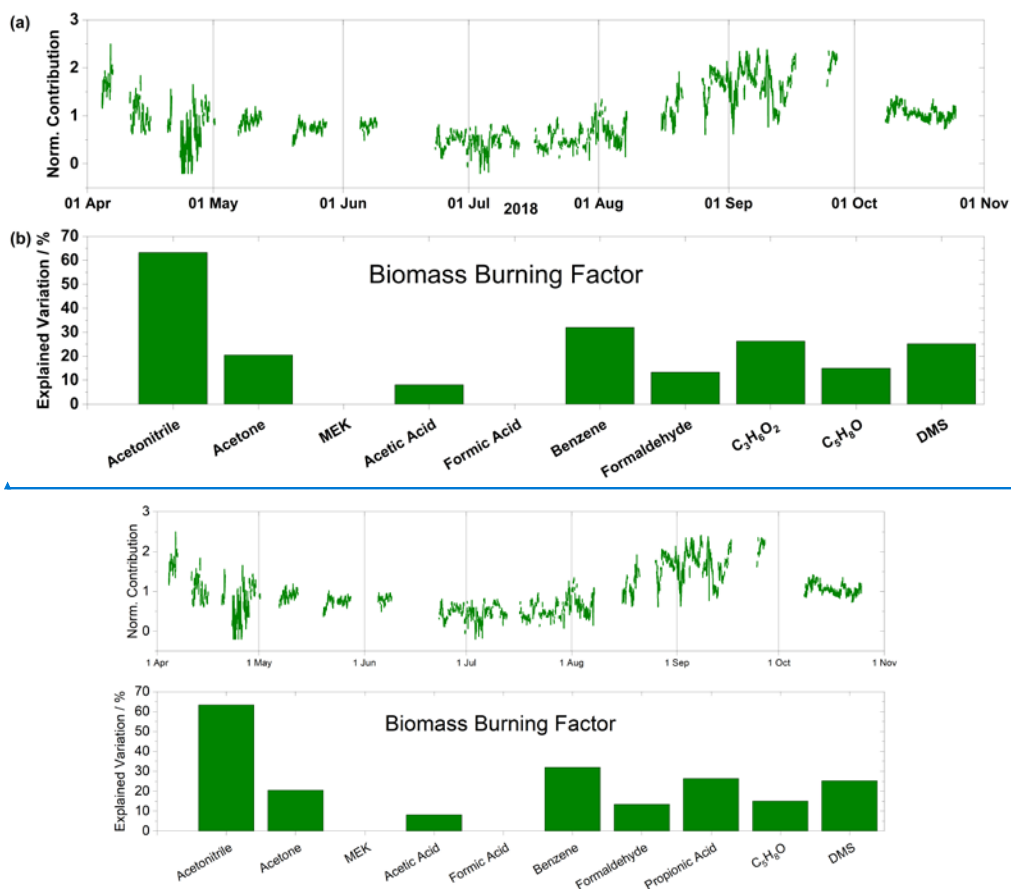 (a)
Norm. Contribution
3
2
1
0
01 Apr 01 May 01 Jun 01 Jul 01 Aug 01 Sep 01 Oct 01 Nov
2018
(b)
Explained Variation / %
70
60
50
40
30
20
10
0
Biomass Burning Factor
Acetonitrile Acetone MEK Acetic Acid Formic Acid Benzene Formaldehyde C₃H₆O₂ C₅H₈O DMS
Norm. Contribution
3
2
1
0
1 Apr 1 May 1 Jun 1 Jul 1 Aug 1 Sep 1 Oct 1 Nov
Explained Variation / %
70
60
50
40
30
20
10
0
Biomass Burning Factor
Acetonitrile Acetone MEK Acetic Acid Formic Acid Benzene Formaldehyde Propionic Acid C₅H₈O DMS